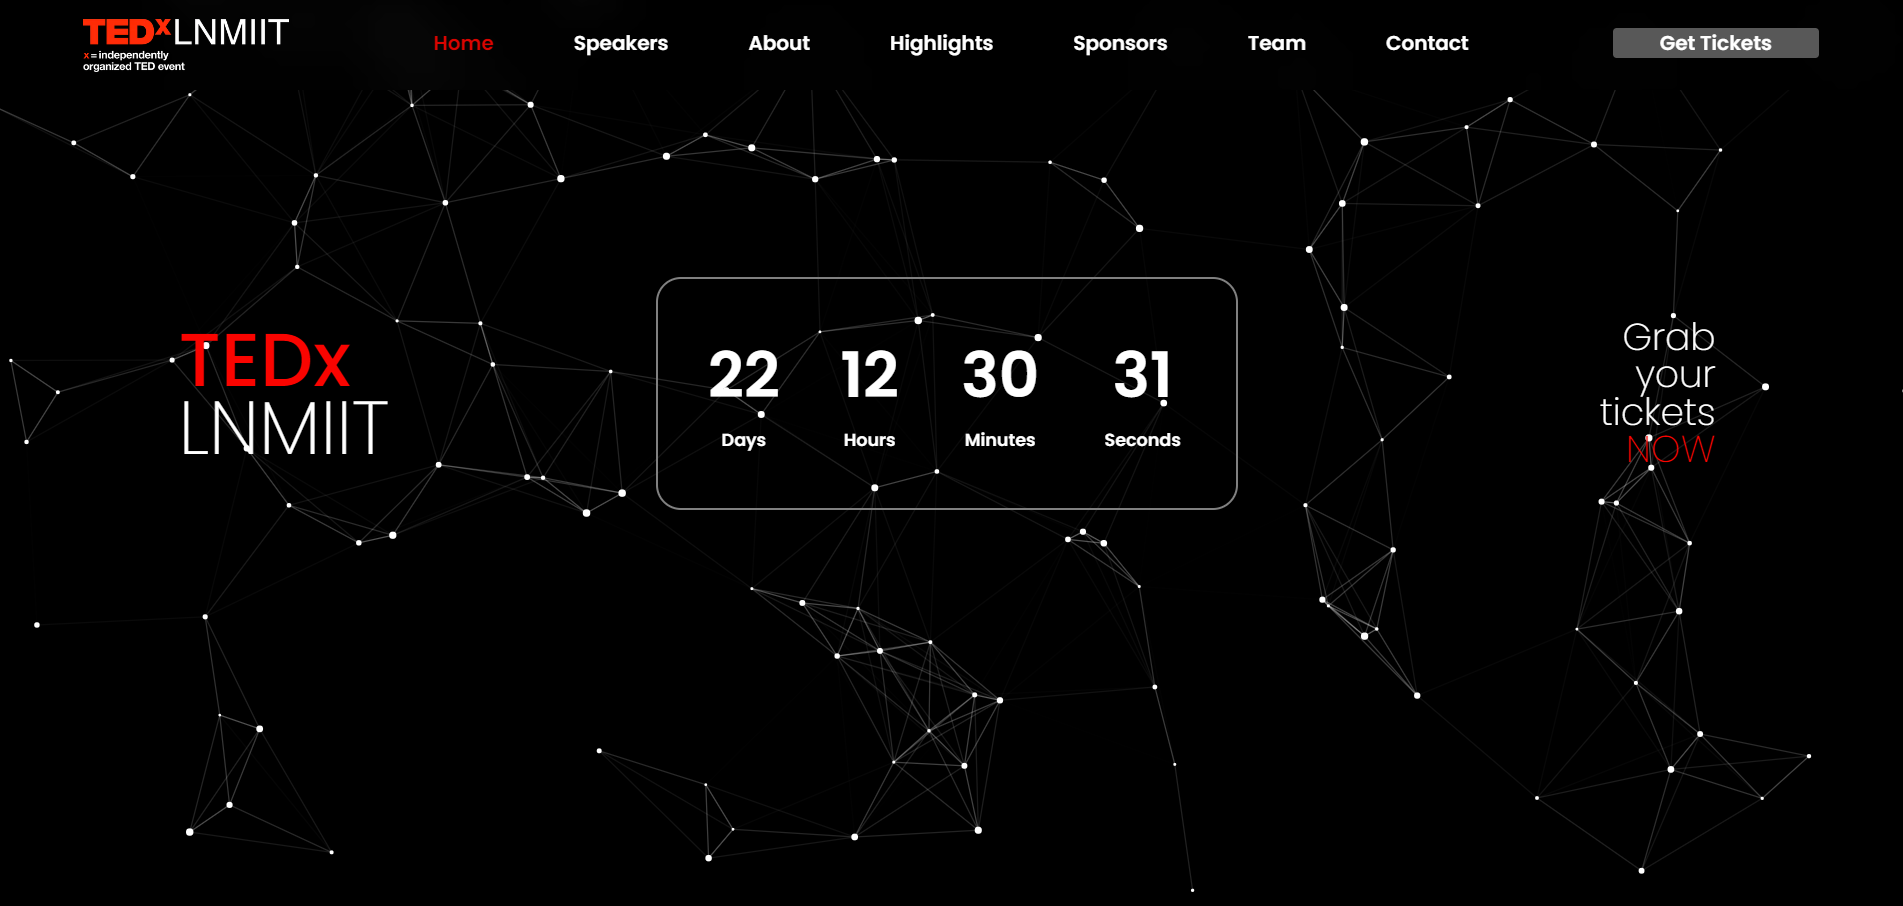 TEDxLNMIIT
x = independently
organized TED event
Home Speakers About Highlights Sponsors Team Contact Get Tickets
TEDx
LNMIIT
22 12 30 31
Days Hours Minutes Seconds
Grab
your
tickets
NOW